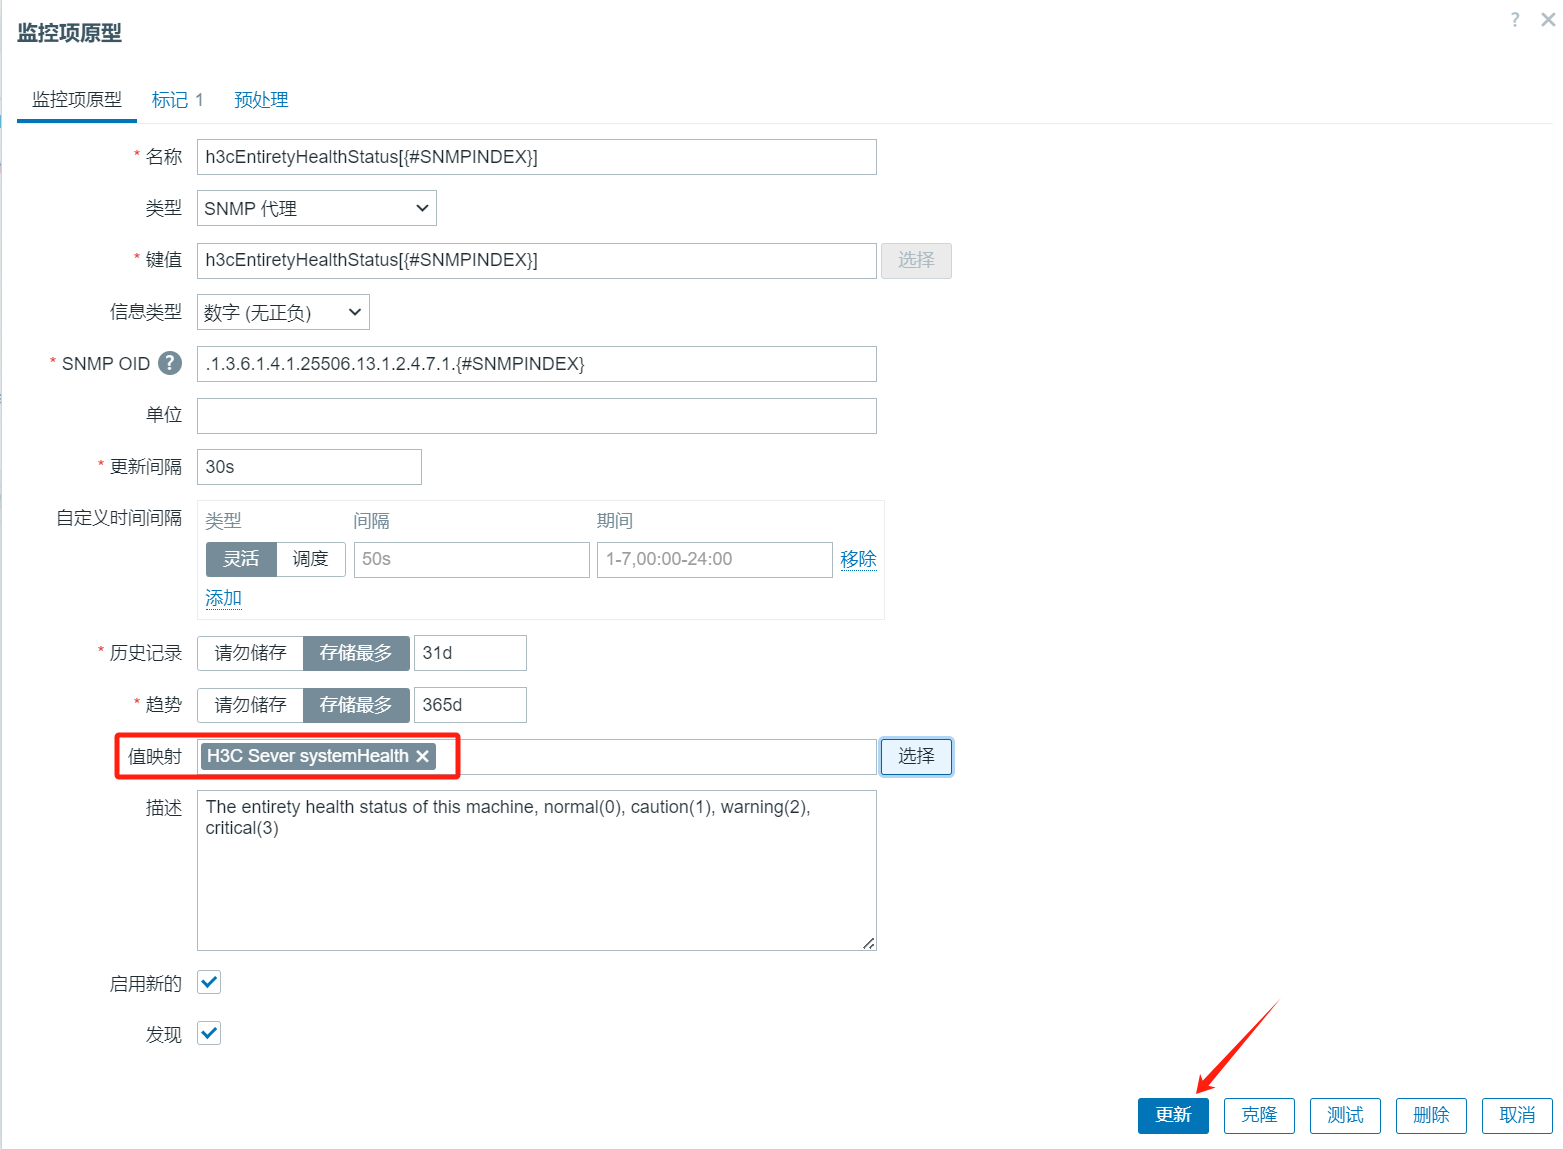 监控项原型
? ×
监控项原型 标记 1 预处理
* 名称 h3cEntiretyHealthStatus[{#SNMPINDEX}]
类型 SNMP 代理
* 键值 h3cEntiretyHealthStatus[{#SNMPINDEX}] 选择
信息类型 数字 (无正负)
* SNMP OID ? .1.3.6.1.4.1.25506.13.1.2.4.7.1.{#SNMPINDEX}
单位
* 更新间隔 30s
自定义时间间隔 类型 间隔 期间
灵活 调度 50s 1-7,00:00-24:00 移除
添加
* 历史记录 请勿储存 存储最多 31d
* 趋势 请勿储存 存储最多 365d
值映射 H3C Sever systemHealth × 选择
描述 The entirety health status of this machine, normal(0), caution(1), warning(2),
critical(3)
启用新的
发现
更新 克隆 测试 删除 取消